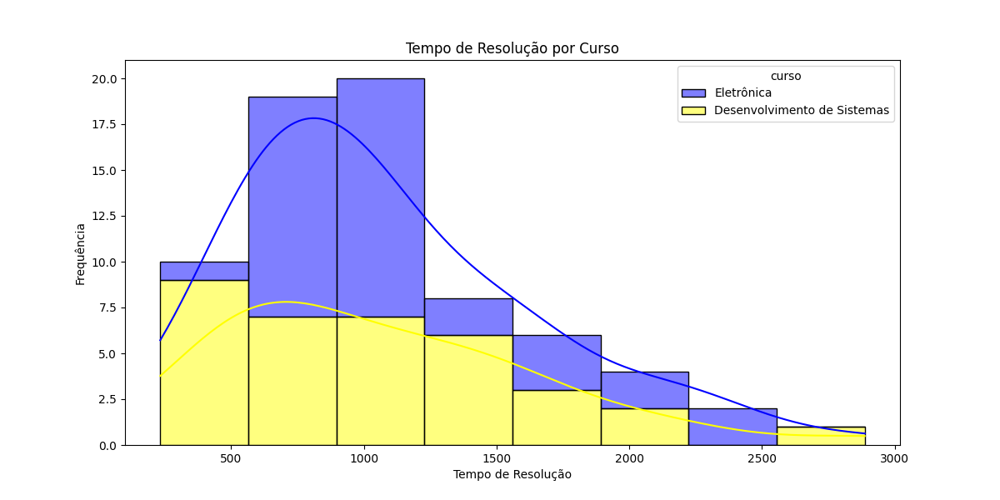 Tempo de Resolução por Curso
curso
Eletrônica
Desenvolvimento de Sistemas
Frequência
20.0
17.5
15.0
12.5
10.0
7.5
5.0
2.5
0.0
500 1000 1500 2000 2500 3000
Tempo de Resolução